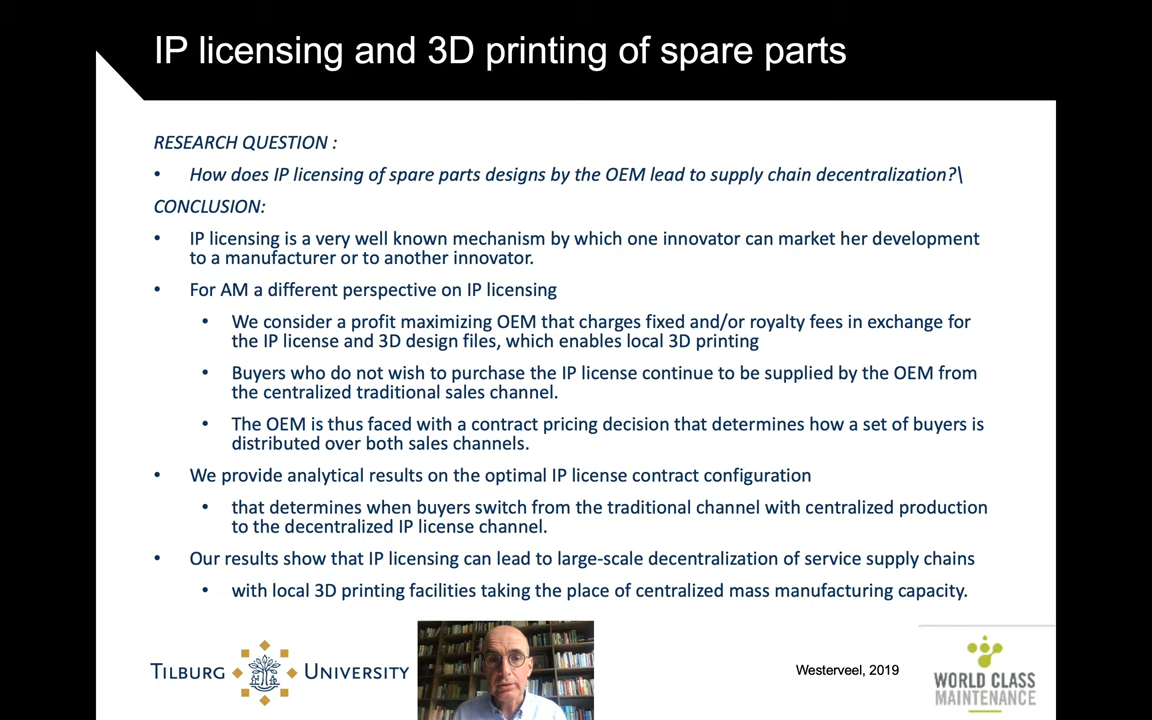 IP licensing and 3D printing of spare parts
RESEARCH QUESTION :
• How does IP licensing of spare parts designs by the OEM lead to supply chain decentralization?\
CONCLUSION:
• IP licensing is a very well known mechanism by which one innovator can market her development
to a manufacturer or to another innovator.
• For AM a different perspective on IP licensing
• We consider a profit maximizing OEM that charges fixed and/or royalty fees in exchange for
the IP license and 3D design files, which enables local 3D printing
• Buyers who do not wish to purchase the IP license continue to be supplied by the OEM from
the centralized traditional sales channel.
• The OEM is thus faced with a contract pricing decision that determines how a set of buyers is
distributed over both sales channels.
• We provide analytical results on the optimal IP license contract configuration
• that determines when buyers switch from the traditional channel with centralized production
to the decentralized IP license channel.
• Our results show that IP licensing can lead to large-scale decentralization of service supply chains
• with local 3D printing facilities taking the place of centralized mass manufacturing capacity.
TILBURG UNIVERSITY
Westerveel, 2019
WORLD CLASS
MAINTENANCE